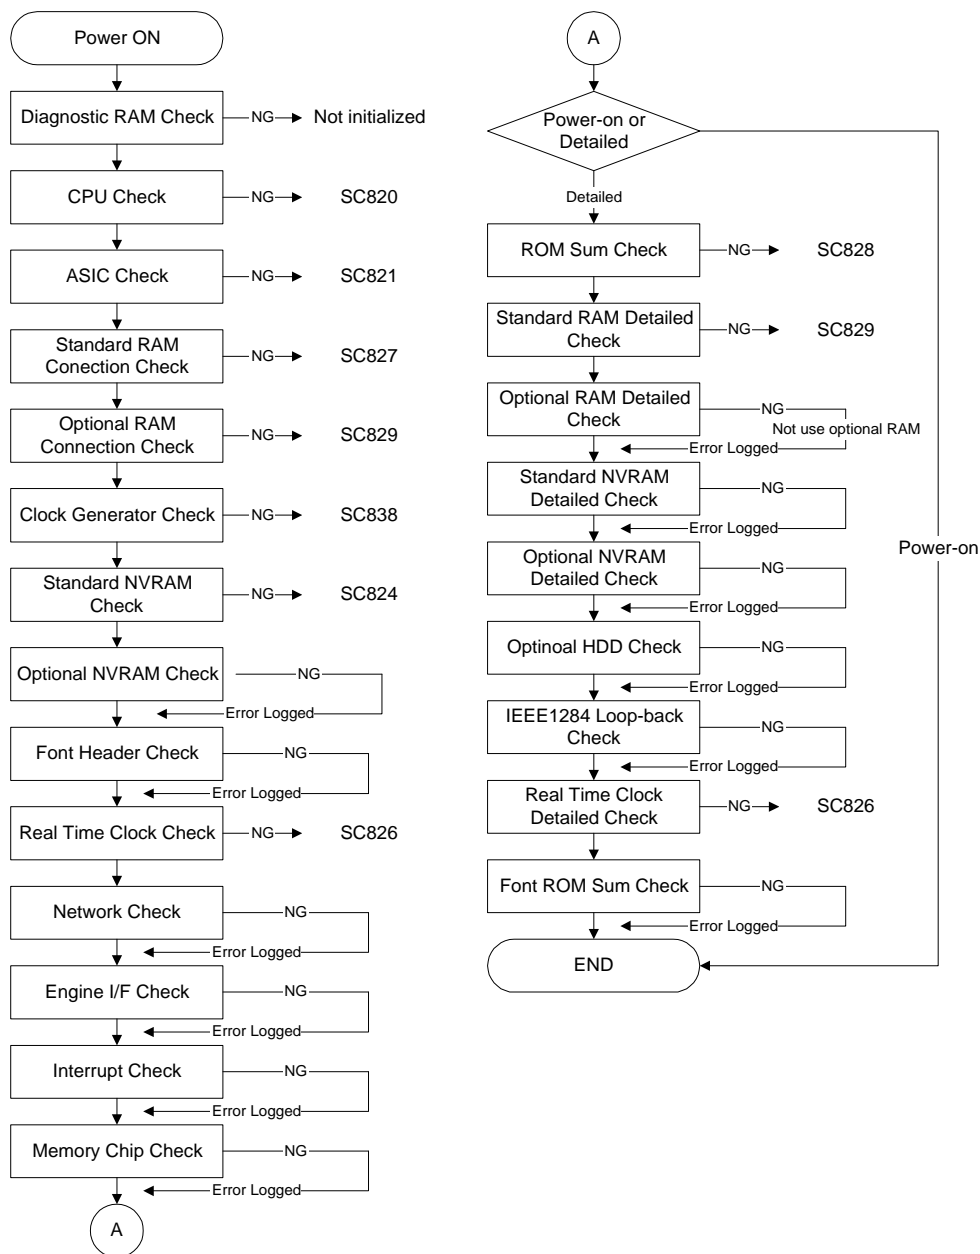 Power ON
Diagnostic RAM Check
NG
Not initialized
CPU Check
NG
SC820
ASIC Check
NG
SC821
Standard RAM
Conection Check
NG
SC827
Optional RAM
Connection Check
NG
SC829
Clock Generator Check
NG
SC838
Standard NVRAM
Check
NG
SC824
Optional NVRAM Check
NG
Error Logged
Font Header Check
NG
Error Logged
Real Time Clock Check
NG
SC826
Network Check
NG
Error Logged
Engine I/F Check
NG
Error Logged
Interrupt Check
NG
Error Logged
Memory Chip Check
NG
Error Logged
A
A
Power-on or
Detailed
Detailed
ROM Sum Check
NG
SC828
Standard RAM Detailed
Check
NG
SC829
Optional RAM Detailed
Check
NG
Not use optional RAM
Error Logged
Standard NVRAM
Detailed Check
NG
Error Logged
Power-on
Optional NVRAM
Detailed Check
NG
Error Logged
Optinoal HDD Check
NG
Error Logged
IEEE1284 Loop-back
Check
NG
Error Logged
Real Time Clock
Detailed Check
NG
SC826
Font ROM Sum Check
NG
Error Logged
END